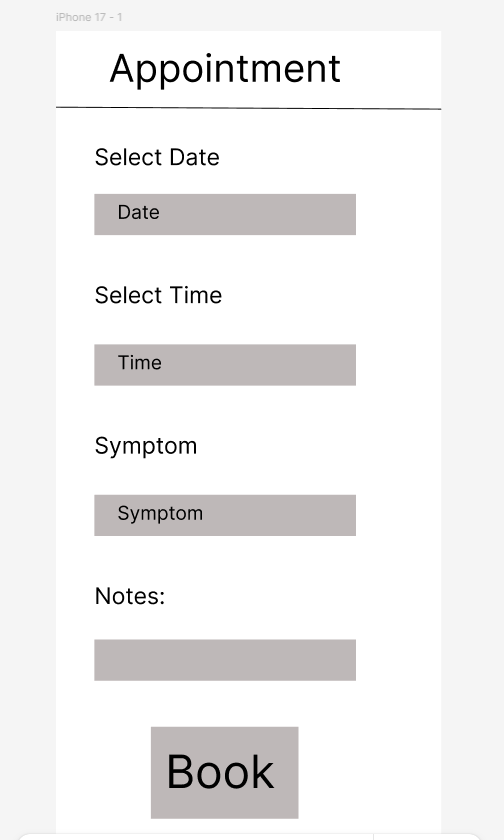 iPhone 17 - 1
Appointment
Select Date
Date
Select Time
Time
Symptom
Symptom
Notes:
Book